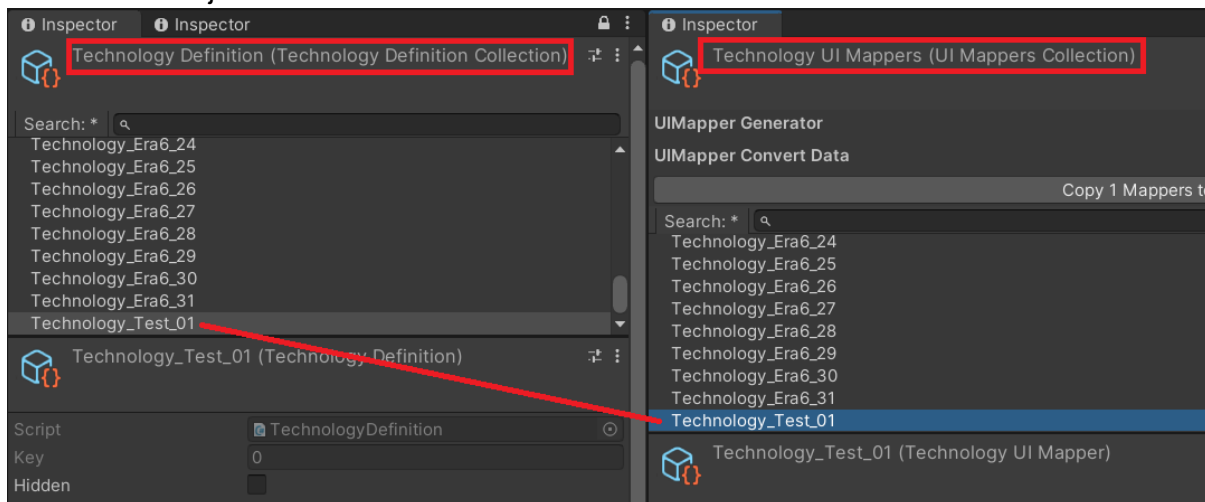 Inspector Inspector
Technology Definition (Technology Definition Collection)
Search: *
Technology_Era6_24
Technology_Era6_25
Technology_Era6_26
Technology_Era6_27
Technology_Era6_28
Technology_Era6_29
Technology_Era6_30
Technology_Era6_31
Technology_Test_01
Technology_Test_01 (Technology Definition)
Script TechnologyDefinition
Key 0
Hidden
Inspector
Technology UI Mappers (UI Mappers Collection)
UIMapper Generator
UIMapper Convert Data
Copy 1 Mappers
Search: *
Technology_Era6_24
Technology_Era6_25
Technology_Era6_26
Technology_Era6_27
Technology_Era6_28
Technology_Era6_29
Technology_Era6_30
Technology_Era6_31
Technology_Test_01
Technology_Test_01 (Technology UI Mapper)